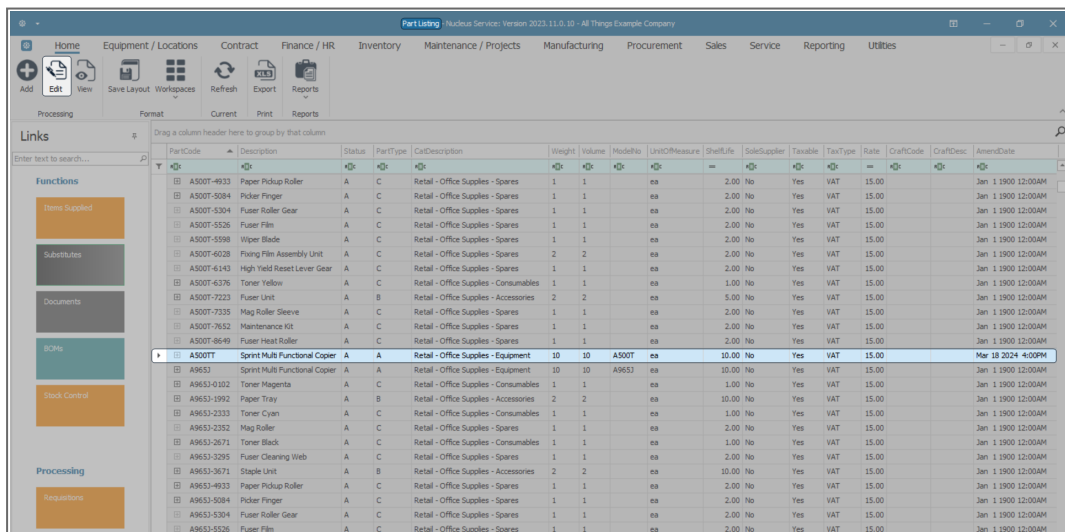 Part Listing - Nucleus Service: Version 2023.11.0.10 - All Things Example Company
Home Equipment / Locations Contract Finance / HR Inventory Maintenance / Projects Manufacturing Procurement Sales Service Reporting Utilities
Add Edit View Save Layout Workspaces Refresh Export Reports
Processing Format Current Print Reports
Links
Drag a column header here to group by that column
Enter text to search...
PartCode Description Status PartType CatDescription Weight Volume ModelNo UnitOfMeasure ShelfLife SoleSupplier Taxable TaxType Rate CraftCode CraftDesc AmendDate
Functions
Items Supplied
Substitutes
Documents
BOMs
Stock Control
Processing
Requisitions
A500T-4933 Paper Pickup Roller A C Retail - Office Supplies - Spares 1 1 ea 2.00 No Yes VAT 15.00 Jan 1 1900 12:00AM
A500T-5084 Picker Finger A C Retail - Office Supplies - Spares 1 1 ea 2.00 No Yes VAT 15.00 Jan 1 1900 12:00AM
A500T-5304 Fuser Roller Gear A C Retail - Office Supplies - Spares 1 1 ea 2.00 No Yes VAT 15.00 Jan 1 1900 12:00AM
A500T-5526 Fuser Film A C Retail - Office Supplies - Spares 1 1 ea 2.00 No Yes VAT 15.00 Jan 1 1900 12:00AM
A500T-5598 Wiper Blade A C Retail - Office Supplies - Spares 1 1 ea 2.00 No Yes VAT 15.00 Jan 1 1900 12:00AM
A500T-6028 Fixing Film Assembly Unit A C Retail - Office Supplies - Spares 2 2 ea 2.00 No Yes VAT 15.00 Jan 1 1900 12:00AM
A500T-6143 High Yield Reset Lever Gear A C Retail - Office Supplies - Spares 1 1 ea 2.00 No Yes VAT 15.00 Jan 1 1900 12:00AM
A500T-6376 Toner Yellow A C Retail - Office Supplies - Consumables 1 1 ea 1.00 No Yes VAT 15.00 Jan 1 1900 12:00AM
A500T-7223 Fuser Unit A B Retail - Office Supplies - Accessories 2 2 ea 5.00 No Yes VAT 15.00 Jan 1 1900 12:00AM
A500T-7335 Mag Roller Sleeve A C Retail - Office Supplies - Spares 1 1 ea 2.00 No Yes VAT 15.00 Jan 1 1900 12:00AM
A500T-7652 Maintenance Kit A C Retail - Office Supplies - Spares 1 1 ea 2.00 No Yes VAT 15.00 Jan 1 1900 12:00AM
A500T-8649 Fuser Heat Roller A C Retail - Office Supplies - Spares 1 1 ea 2.00 No Yes VAT 15.00 Jan 1 1900 12:00AM
A500TT Sprint Multi Functional Copier A A Retail - Office Supplies - Equipment 10 10 A500T ea 10.00 No Yes VAT 15.00 Mar 18 2024 4:00PM
A965J Sprint Multi Functional Copier A A Retail - Office Supplies - Equipment 10 10 A965J ea 10.00 No Yes VAT 15.00 Jan 1 1900 12:00AM
A965J-0102 Toner Magenta A C Retail - Office Supplies - Consumables 1 1 ea 1.00 No Yes VAT 15.00 Jan 1 1900 12:00AM
A965J-1992 Paper Tray A B Retail - Office Supplies - Accessories 2 2 ea 10.00 No Yes VAT 15.00 Jan 1 1900 12:00AM
A965J-2333 Toner Cyan A C Retail - Office Supplies - Consumables 1 1 ea 1.00 No Yes VAT 15.00 Jan 1 1900 12:00AM
A965J-2352 Mag Roller A C Retail - Office Supplies - Spares 1 1 ea 2.00 No Yes VAT 15.00 Jan 1 1900 12:00AM
A965J-2671 Toner Black A C Retail - Office Supplies - Consumables 1 1 ea 1.00 No Yes VAT 15.00 Jan 1 1900 12:00AM
A965J-3295 Fuser Cleaning Web A C Retail - Office Supplies - Spares 1 1 ea 2.00 No Yes VAT 15.00 Jan 1 1900 12:00AM
A965J-3671 Staple Unit A B Retail - Office Supplies - Accessories 2 2 ea 10.00 No Yes VAT 15.00 Jan 1 1900 12:00AM
A965J-4933 Paper Pickup Roller A C Retail - Office Supplies - Spares 1 1 ea 2.00 No Yes VAT 15.00 Jan 1 1900 12:00AM
A965J-5084 Picker Finger A C Retail - Office Supplies - Spares 1 1 ea 2.00 No Yes VAT 15.00 Jan 1 1900 12:00AM
A965J-5304 Fuser Roller Gear A C Retail - Office Supplies - Spares 1 1 ea 2.00 No Yes VAT 15.00 Jan 1 1900 12:00AM
A965J-5526 Fuser Film A C Retail - Office Supplies - Spares 1 1 ea 2.00 No Yes VAT 15.00 Jan 1 1900 12:00AM